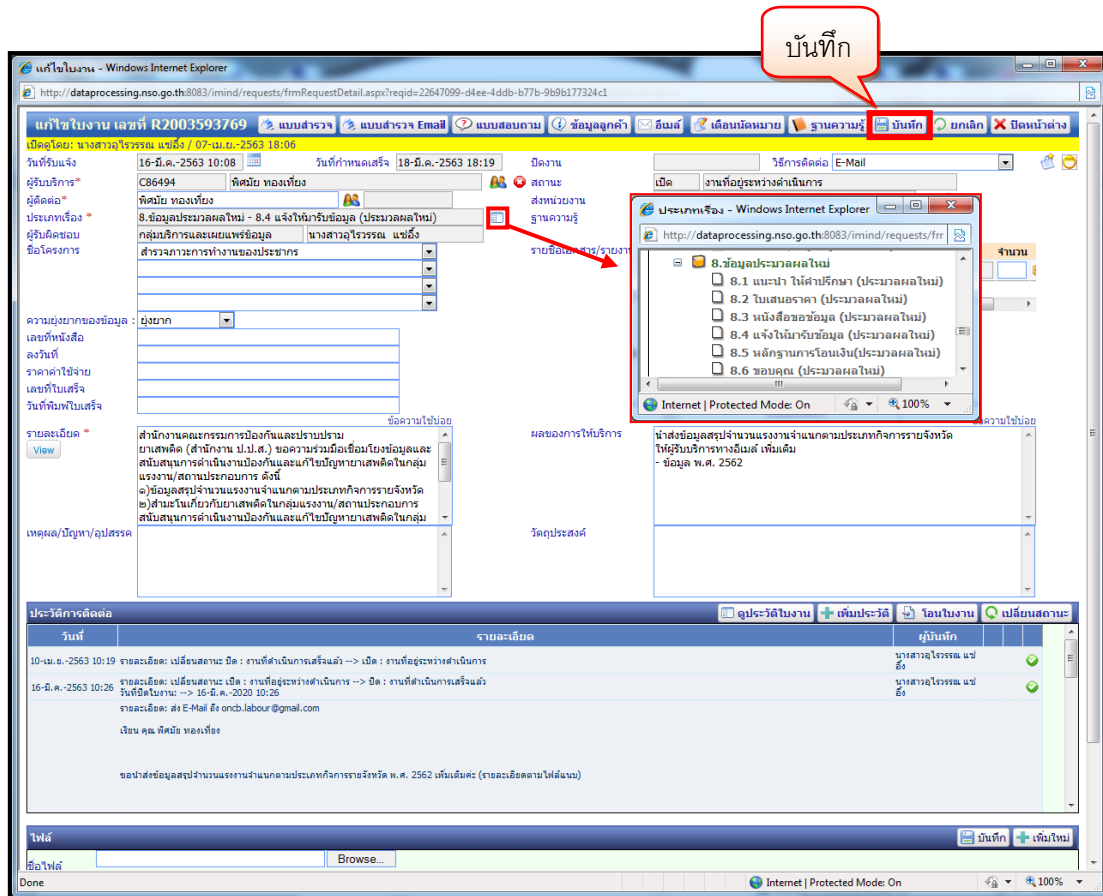 บันทึก
แก้ไขใบงาน - Windows Internet Explorer
http://dataprocessing.nso.go.th:8083/imind/requests/frmRequestDetail.aspx?reqid=22647099-d4ee-4ddb-b77b-9b9b177324c1
แก้ไขใบงาน เลขที่ R2003593769 แบบสำรวจ แบบสำรวจ Email แบบสอบถาม ข้อมูลลูกค้า อีเมล์ เตือนนัดหมาย ฐานความรู้ บันทึก ยกเลิก ปิดหน้าต่าง
เปิดดูโดย: นางสาวอุไรวรรณ แซ่อึ้ง / 07-เม.ย.-2563 18:06
วันที่รับแจ้ง 16-มี.ค.-2563 10:08 วันที่กำหนดเสร็จ 18-มี.ค.-2563 18:19 ปิดงาน วิธีการติดต่อ E-Mail
ผู้รับบริการ* C86494 พิศมัย ทองเที่ยง สถานะ เปิด งานที่อยู่ระหว่างดำเนินการ
ผู้ติดต่อ* พิศมัย ทองเที่ยง ส่งหน่วยงาน
ประเภทเรื่อง * 8.ข้อมูลประมวลผลใหม่ - 8.4 แจ้งให้มารับข้อมูล (ประมวลผลใหม่) ฐานความรู้
ผู้รับผิดชอบ กลุ่มบริการและเผยแพร่ข้อมูล นางสาวอุไรวรรณ แซ่อึ้ง
ชื่อโครงการ สำรวจภาวะการทำงานของประชากร รายชื่อเอกสาร/รายงาน จำนวน
ประเภทเรื่อง - Windows Internet Explorer
http://dataprocessing.nso.go.th:8083/imind/requests/frr
8.ข้อมูลประมวลผลใหม่
8.1 แนะนำ ให้คำปรึกษา (ประมวลผลใหม่)
8.2 ใบเสนอราคา (ประมวลผลใหม่)
8.3 หนังสือขอข้อมูล (ประมวลผลใหม่)
8.4 แจ้งให้มารับข้อมูล (ประมวลผลใหม่)
8.5 หลักฐานการโอนเงิน(ประมวลผลใหม่)
8.6 ขอบคุณ (ประมวลผลใหม่)
Internet | Protected Mode: On 100%
ความยุ่งยากของข้อมูล : ยุ่งยาก
เลขที่หนังสือ
ลงวันที่
ราคาค่าใช้จ่าย
เลขที่ใบเสร็จ
วันที่พิมพ์ใบเสร็จ
ข้อความใช้บ่อย ความใช้บ่อย
รายละเอียด * View
สำนักงานคณะกรรมการป้องกันและปราบปราม
ยาเสพติด (สำนักงาน ป.ป.ส.) ขอความร่วมมือเชื่อมโยงข้อมูลและ
สนับสนุนการดำเนินงานป้องกันและแก้ไขปัญหายาเสพติดในกลุ่ม
แรงงาน/สถานประกอบการ ดังนี้
๑)ข้อมูลสรุปจำนวนแรงงานจำแนกตามประเภทกิจการรายจังหวัด
๒)สำมะโนเกี่ยวกับยาเสพติดในกลุ่มแรงงาน/สถานประกอบการ
สนับสนุนการดำเนินงานป้องกันและแก้ไขปัญหายาเสพติดในกลุ่ม
ผลของการให้บริการ
นำส่งข้อมูลสรุปจำนวนแรงงานจำแนกตามประเภทกิจการรายจังหวัด
ให้ผู้รับบริการทางอีเมล์ เพิ่มเติม
- ข้อมูล พ.ศ. 2562
เหตุผล/ปัญหา/อุปสรรค วัตถุประสงค์
ประวัติการติดต่อ ดูประวัติใบงาน เพิ่มประวัติ โอนใบงาน เปลี่ยนสถานะ
วันที่ รายละเอียด ผู้บันทึก
10-เม.ย.-2563 10:19 รายละเอียด: เปลี่ยนสถานะ ปิด : งานที่ดำเนินการเสร็จแล้ว --> เปิด : งานที่อยู่ระหว่างดำเนินการ นางสาวอุไรวรรณ แซ่
อึ้ง
16-มี.ค.-2563 10:26 รายละเอียด: เปลี่ยนสถานะ เปิด : งานที่อยู่ระหว่างดำเนินการ --> ปิด : งานที่ดำเนินการเสร็จแล้ว นางสาวอุไรวรรณ แซ่
วันที่ปิดใบงาน: --> 16-มี.ค.-2020 10:26 อึ้ง
รายละเอียด: ส่ง E-Mail ถึง oncb.labour@gmail.com
เรียน คุณ พิศมัย ทองเที่ยง
ขอนำส่งข้อมูลสรุปจำนวนแรงงานจำแนกตามประเภทกิจการรายจังหวัด พ.ศ. 2562 เพิ่มเติมค่ะ (รายละเอียดตามไฟล์แนบ)
ไฟล์ บันทึก เพิ่มใหม่
ชื่อไฟล์ Browse...
Done Internet | Protected Mode: On 100%